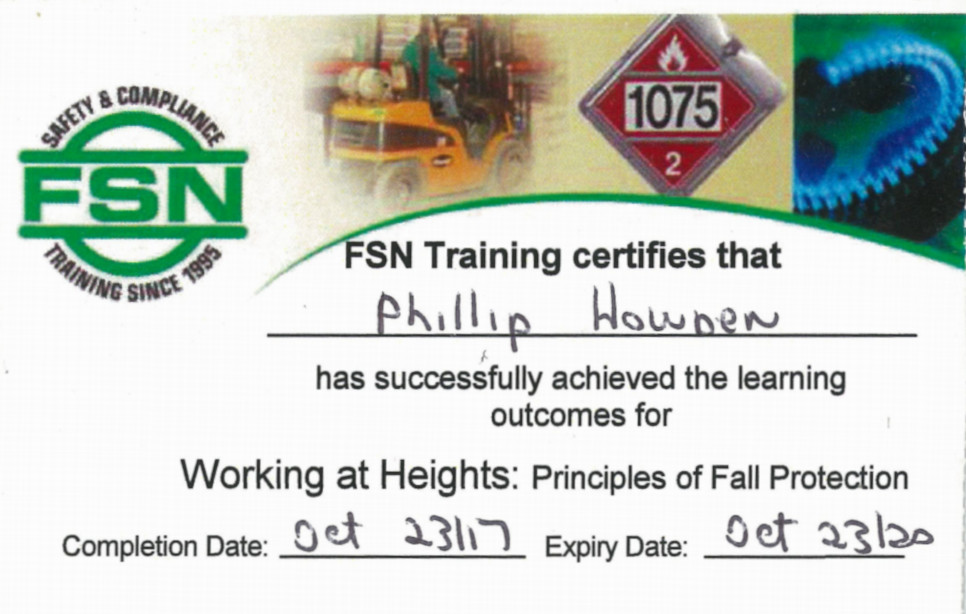 SAFETY & COMPLIANCE
FSN
TRAINING SINCE 1995
1075
2
FSN Training certifies that
Phillip Howden
has successfully achieved the learning
outcomes for
Working at Heights: Principles of Fall Protection
Completion Date: Oct 23/17 Expiry Date: Oct 23/20